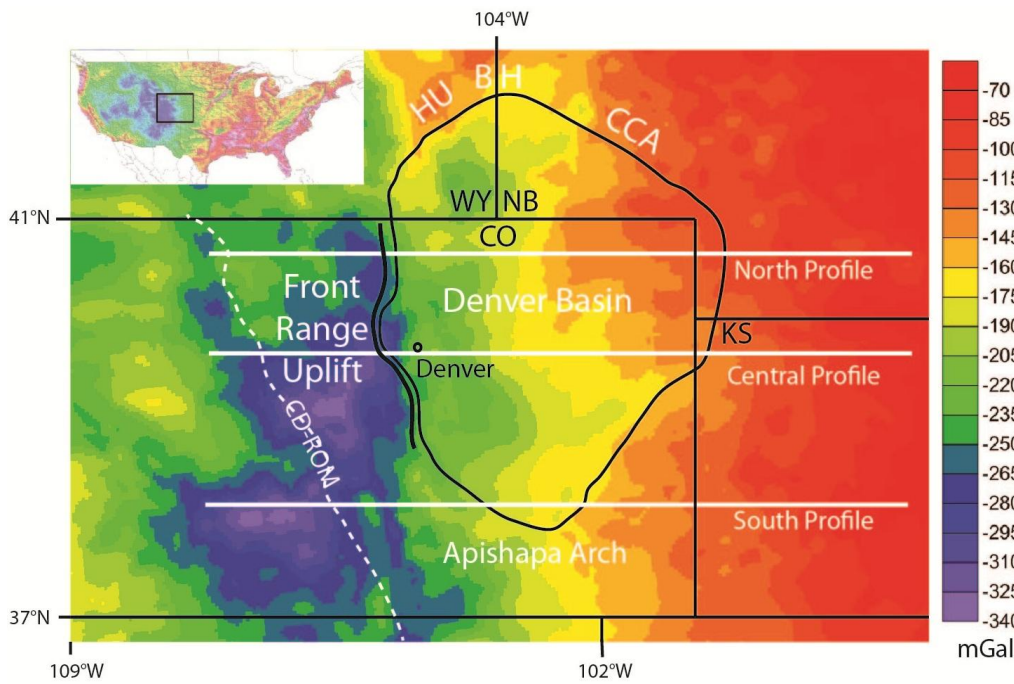 104°W
HU
BH
CCA
WY
NB
41°N
CO
North Profile
Front
Range
Uplift
Denver Basin
KS
Denver
Central Profile
CD-ROM
South Profile
Apishapa Arch
37°N
109°W
102°W
-70
-85
-100
-115
-130
-145
-160
-175
-190
-205
-220
-235
-250
-265
-280
-295
-310
-325
-340
mGal